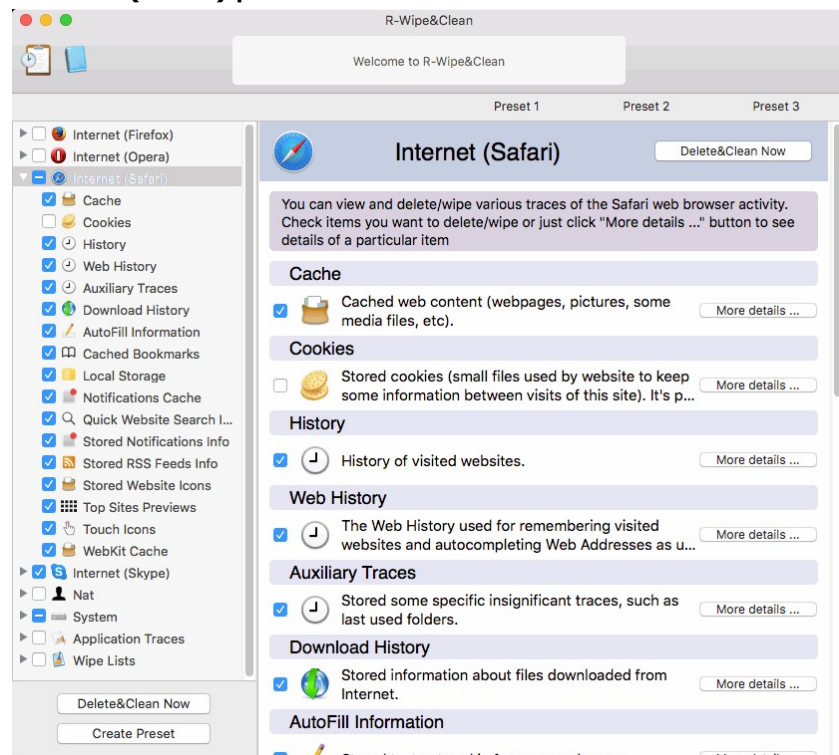 R-Wipe&Clean
Welcome to R-Wipe&Clean
Preset 1 Preset 2 Preset 3
Internet (Firefox)
Internet (Opera)
Internet (Safari)
Cache
Cookies
History
Web History
Auxiliary Traces
Download History
AutoFill Information
Cached Bookmarks
Local Storage
Notifications Cache
Quick Website Search I...
Stored Notifications Info
Stored RSS Feeds Info
Stored Website Icons
Top Sites Previews
Touch Icons
WebKit Cache
Internet (Skype)
Nat
System
Application Traces
Wipe Lists
Delete&Clean Now
Create Preset
Internet (Safari)
Delete&Clean Now
You can view and delete/wipe various traces of the Safari web browser activity.
Check items you want to delete/wipe or just click "More details ..." button to see
details of a particular item
Cache
Cached web content (webpages, pictures, some
media files, etc).
More details ...
Cookies
Stored cookies (small files used by website to keep
some information between visits of this site). It's p...
More details ...
History
History of visited websites.
More details ...
Web History
The Web History used for remembering visited
websites and autocompleting Web Addresses as u...
More details ...
Auxiliary Traces
Stored some specific insignificant traces, such as
last used folders.
More details ...
Download History
Stored information about files downloaded from
Internet.
More details ...
AutoFill Information